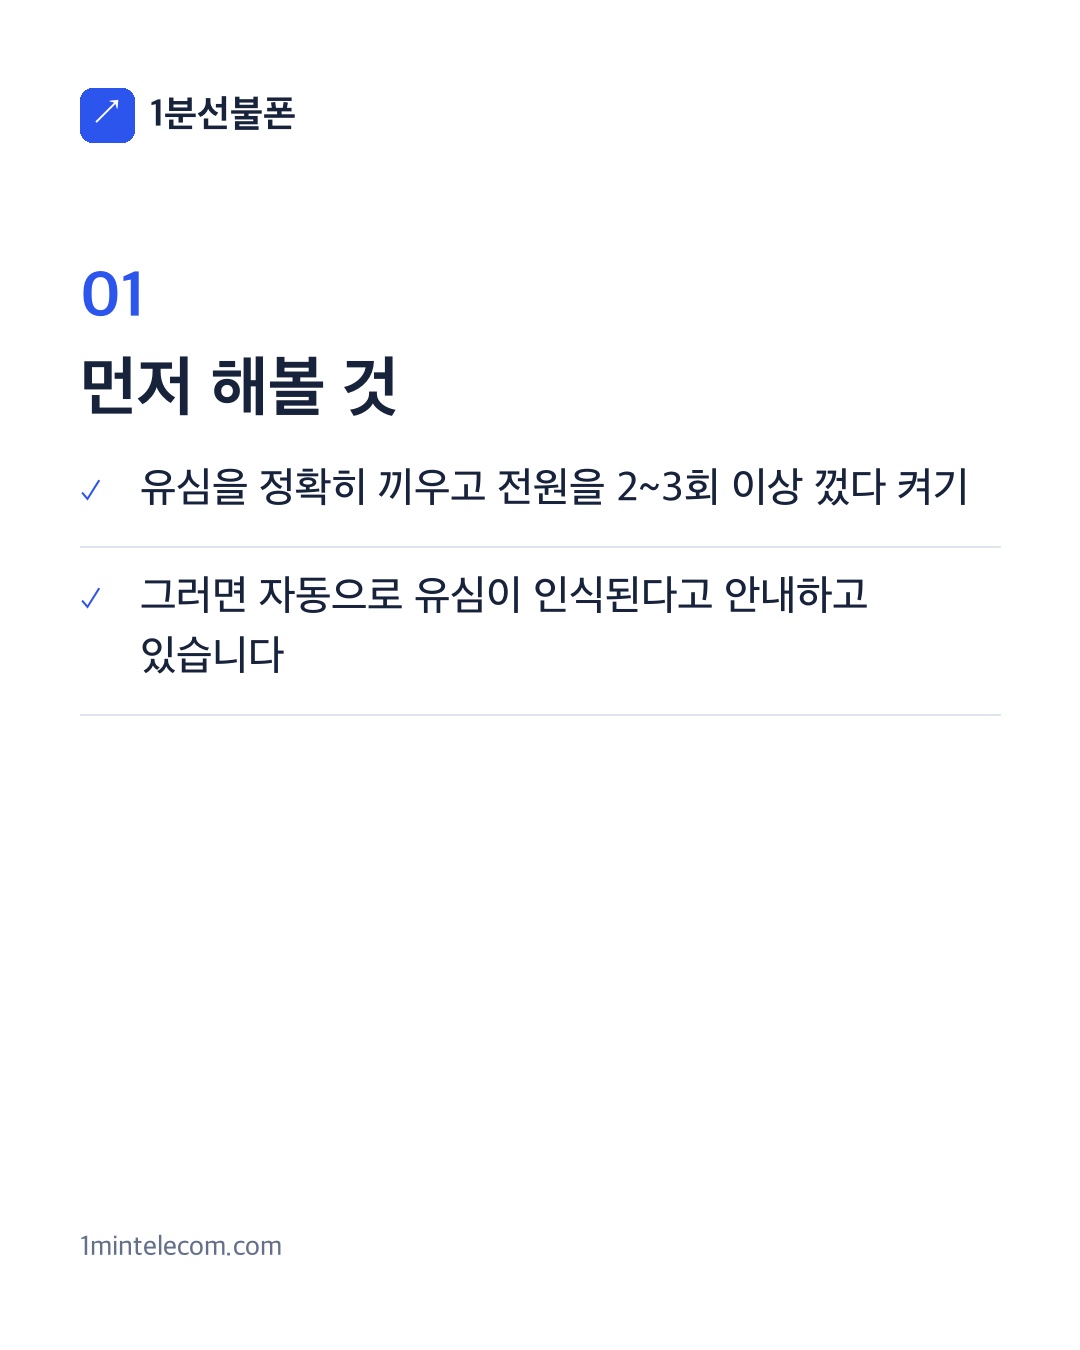 1분선불폰
01
먼저 해볼 것
유심을 정확히 끼우고 전원을 2~3회 이상 껐다 켜기
그러면 자동으로 유심이 인식된다고 안내하고
있습니다
1mintelecom.com